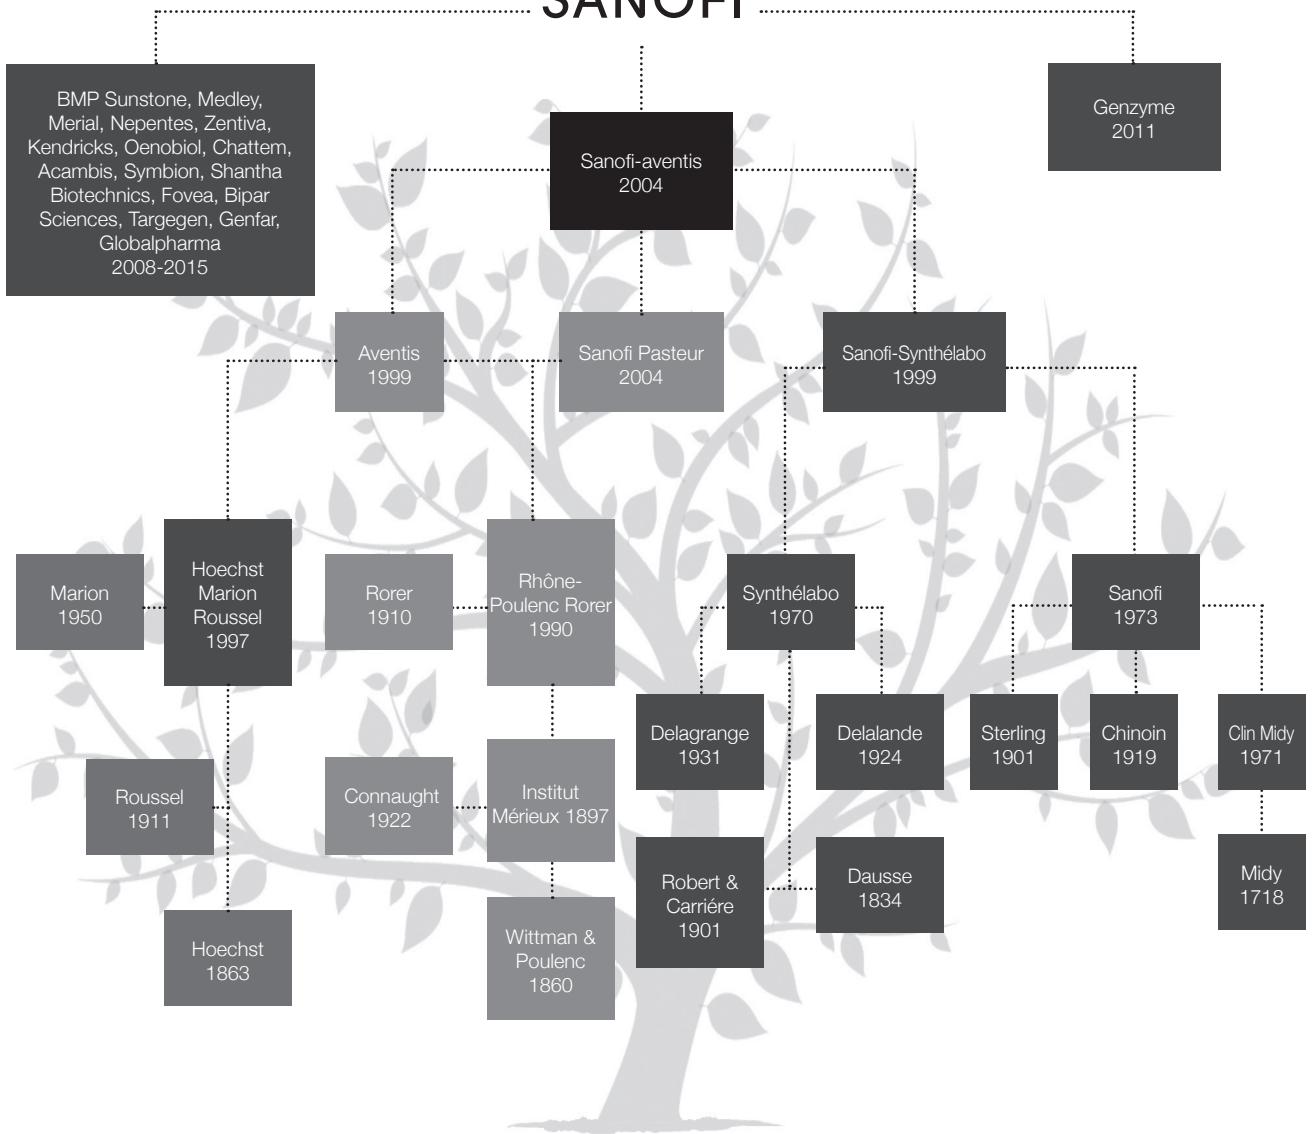 SANOFI
BMP Sunstone, Medley,
Merial, Nepentes, Zentiva,
Kendricks, Oenobiol, Chattem,
Acambis, Symbion, Shantha
Biotechnics, Fovea, Bipar
Sciences, Targegen, Genfar,
Globalpharma
2008-2015
Genzyme
2011
Sanofi-aventis
2004
Aventis
1999
Sanofi Pasteur
2004
Sanofi-Synthélabo
1999
Marion
1950
Hoechst
Marion
Roussel
1997
Rorer
1910
Rhône-
Poulenc Rorer
1990
Synthélabo
1970
Sanofi
1973
Delagrange
1931
Delalande
1924
Sterling
1901
Chinoin
1919
Clin Midy
1971
Roussel
1911
Connaught
1922
Institut
Mérieux 1897
Robert &
Carriére
1901
Dausse
1834
Midy
1718
Hoechst
1863
Wittman &
Poulenc
1860